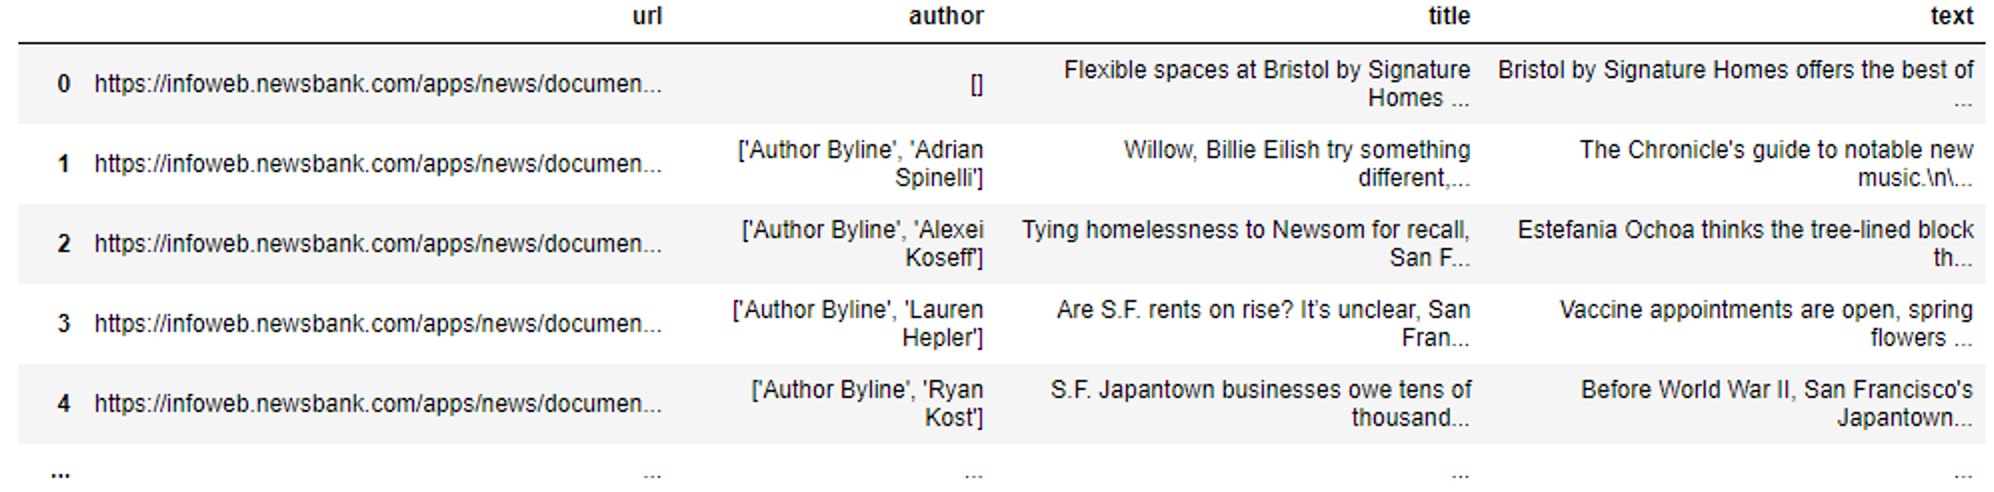 url author title text
0 https://infoweb.newsbank.com/apps/news/documen... [] Flexible spaces at Bristol by Signature Homes ... Bristol by Signature Homes offers the best of ...
1 https://infoweb.newsbank.com/apps/news/documen... ['Author Byline', 'Adrian Spinelli'] Willow, Billie Eilish try something different,... The Chronicle's guide to notable new music.\n\...
2 https://infoweb.newsbank.com/apps/news/documen... ['Author Byline', 'Alexei Koseff'] Tying homelessness to Newsom for recall, San F... Estefania Ochoa thinks the tree-lined block th...
3 https://infoweb.newsbank.com/apps/news/documen... ['Author Byline', 'Lauren Hepler'] Are S.F. rents on rise? It’s unclear, San Fran... Vaccine appointments are open, spring flowers ...
4 https://infoweb.newsbank.com/apps/news/documen... ['Author Byline', 'Ryan Kost'] S.F. Japantown businesses owe tens of thousand... Before World War II, San Francisco's Japantown...
... ... ... ... ...